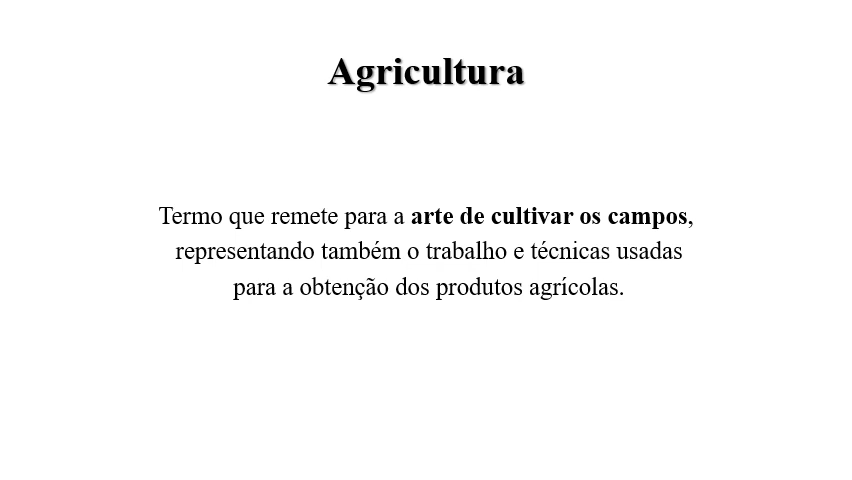 Agricultura
Termo que remete para a arte de cultivar os campos,
representando também o trabalho e técnicas usadas
para a obtenção dos produtos agrícolas.